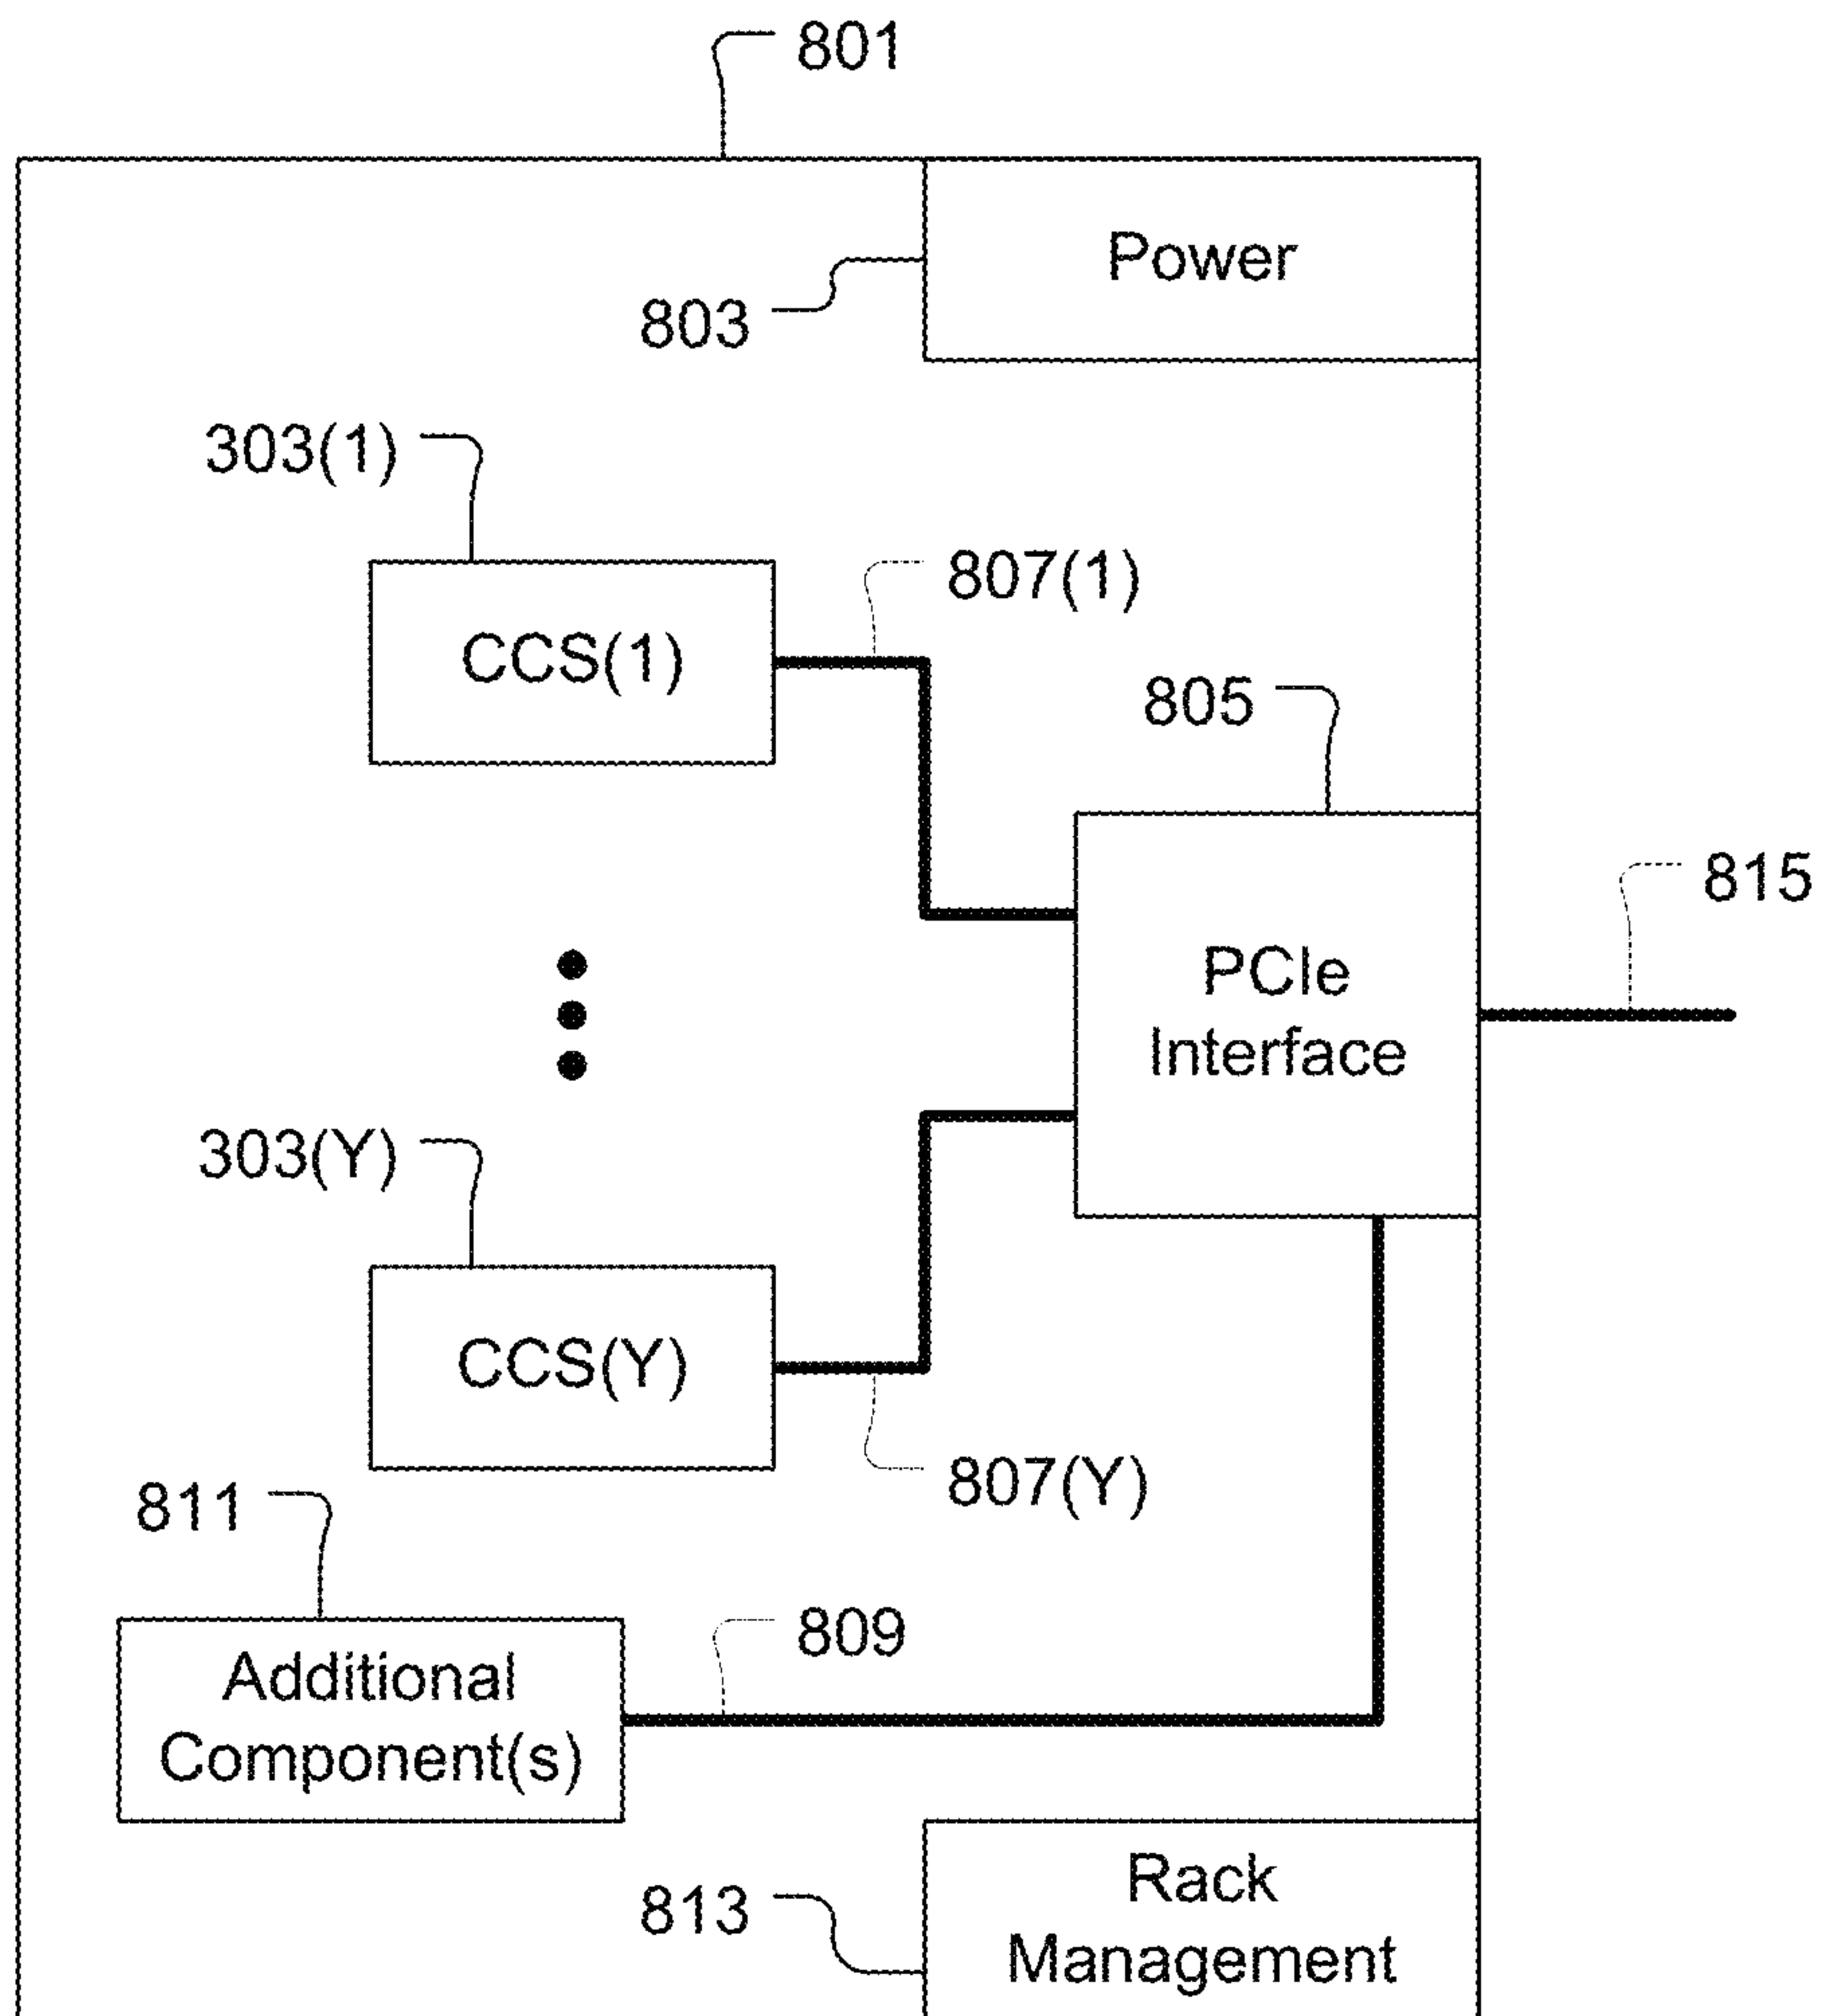 801
Power
803
303(1)
807(1)
CCS(1)
805
815
PCIe
Interface
303(Y)
CCS(Y)
807(Y)
811
809
Additional
Component(s)
Rack
813
Management